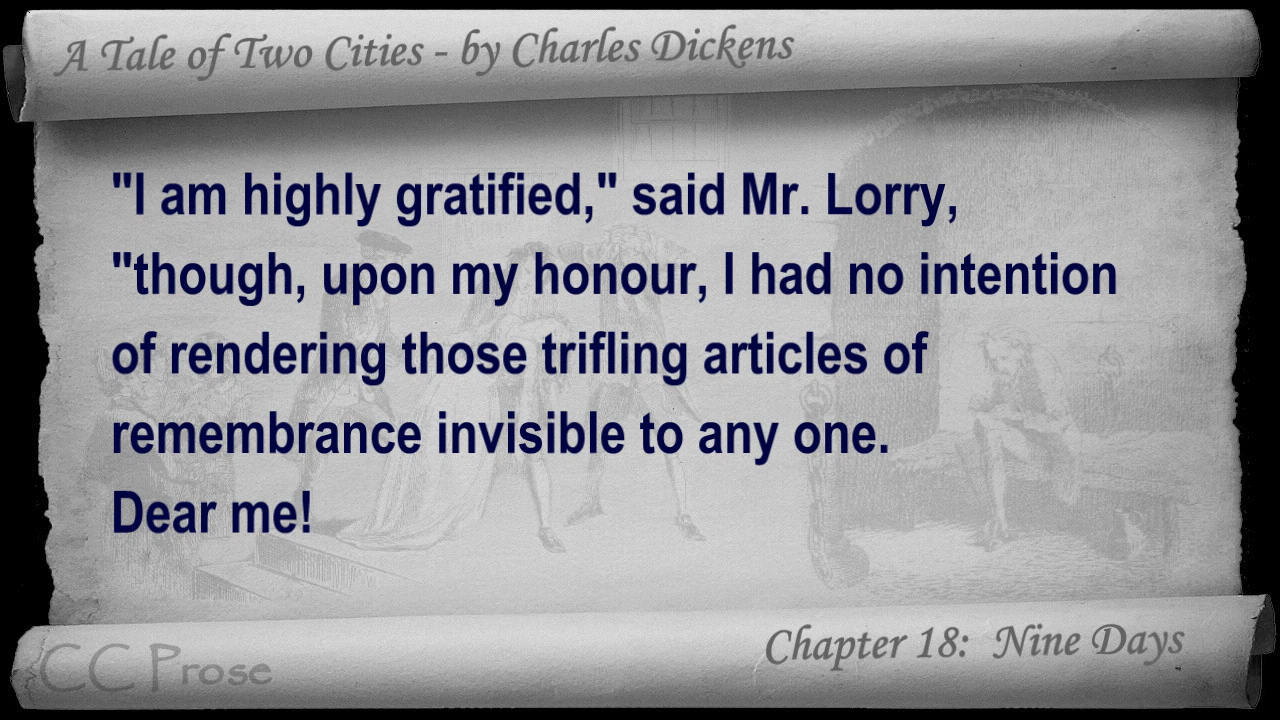 A Tale of Two Cities - by Charles Dickens
"I am highly gratified," said Mr. Lorry,
"though, upon my honour, I had no intention
of rendering those trifling articles of
remembrance invisible to any one.
Dear me!
Chapter 18: Nine Days
CC Prose